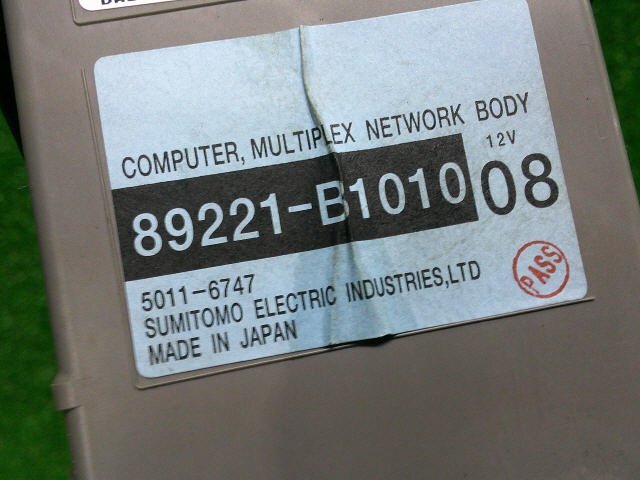 COMPUTER, MULTIPLEX NETWORK BODY
12V
89221-B1010 08
5011-6747
SUMITOMO ELECTRIC INDUSTRIES,LTD
MADE IN JAPAN
PASS